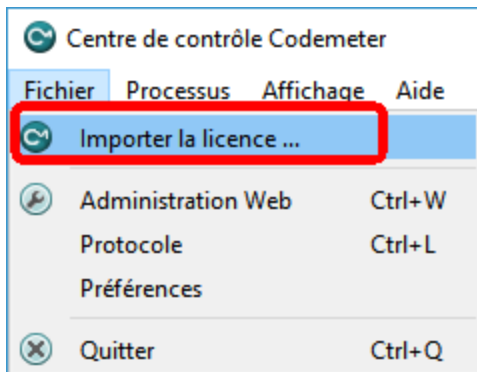 Centre de contrôle Codemeter
Fichier Processus Affichage Aide
Importer la licence ...
Administration Web Ctrl+W
Protocole Ctrl+L
Préférences
Quitter Ctrl+Q